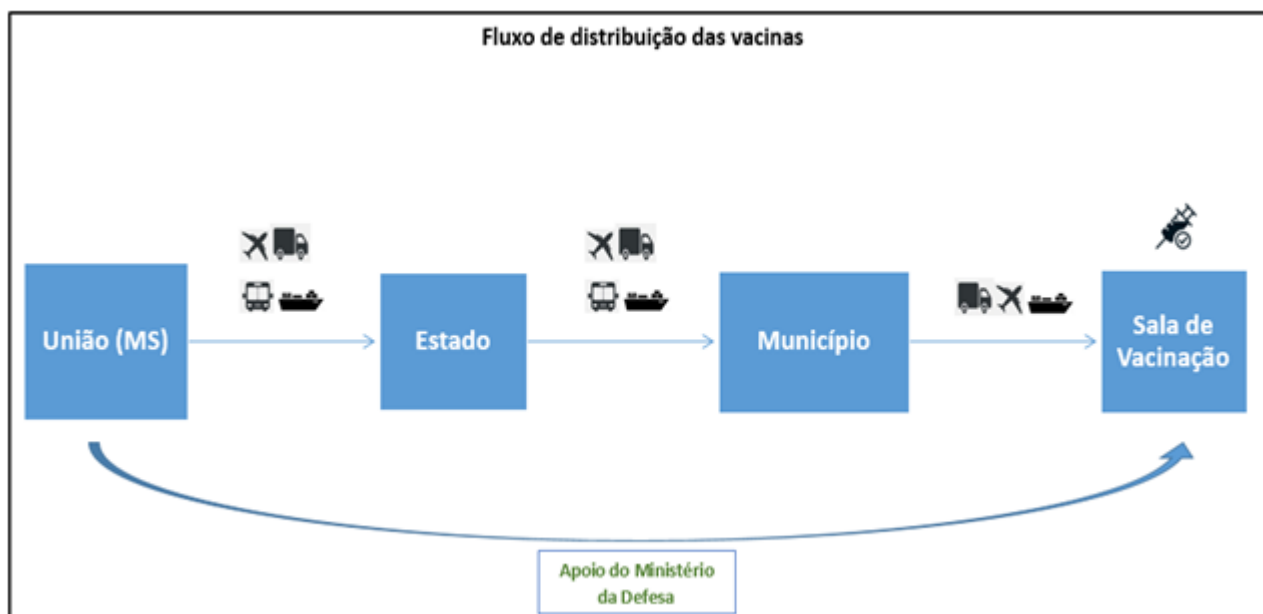 Fluxo de distribuição das vacinas
União (MS)
Estado
Município
Sala de
Vacinação
Apoio do Ministério
da Defesa